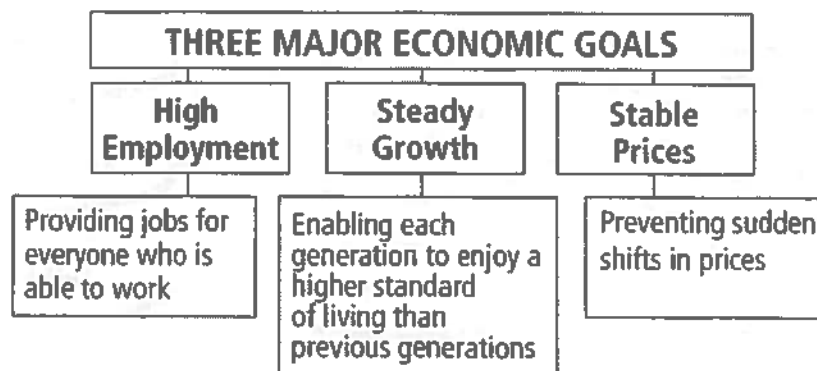 THREE MAJOR ECONOMIC GOALS
High
Employment
Providing jobs for
everyone who is
able to work
Steady
Growth
Enabling each
generation to enjoy a
higher standard
of living than
previous generations
Stable
Prices
Preventing sudden
shifts in prices